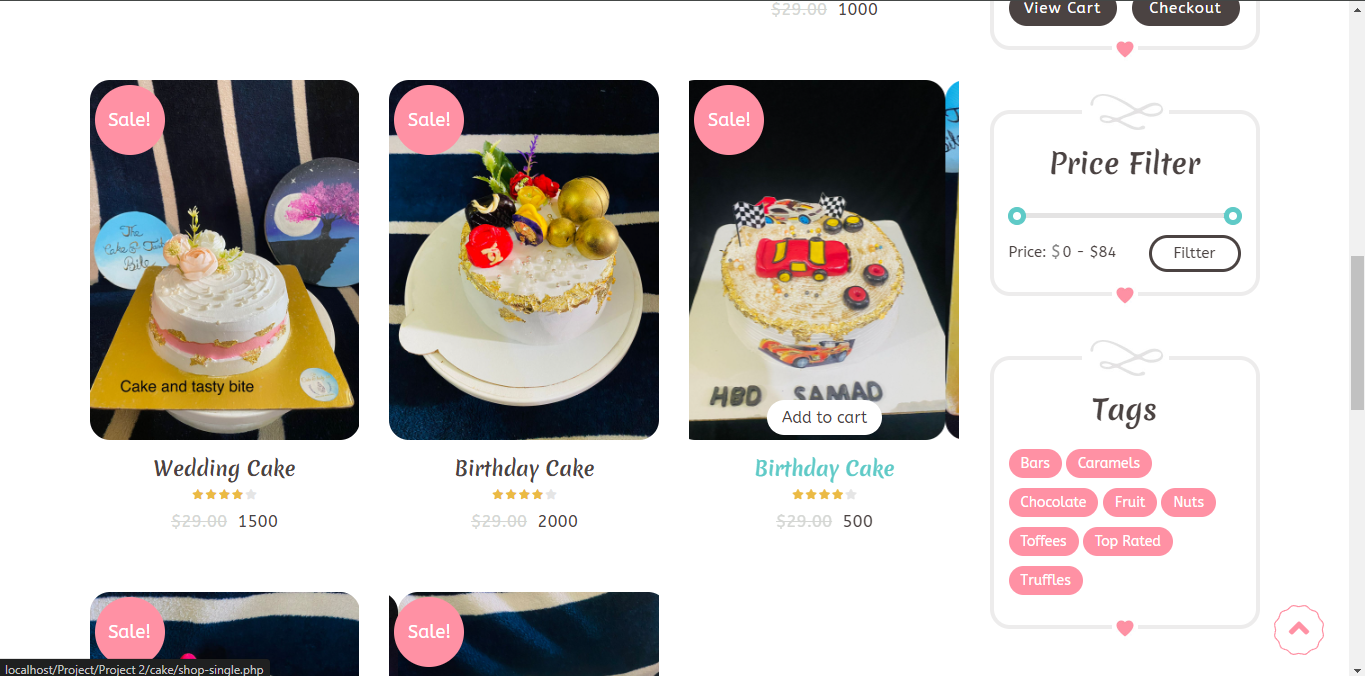 $29.00 1000
View Cart
Checkout
Sale!
Sale!
Sale!
The
Cake & Tasty
Bite
Cake and tasty bite
HBD SAMAD
Add to cart
Wedding Cake
$29.00 1500
Birthday Cake
$29.00 2000
Birthday Cake
$29.00 500
Sale!
Sale!
Price Filter
Price: $0 - $84
Filtter
Tags
Bars
Caramels
Chocolate
Fruit
Nuts
Toffees
Top Rated
Truffles
localhost/Project/Project 2/cake/shop-single.php